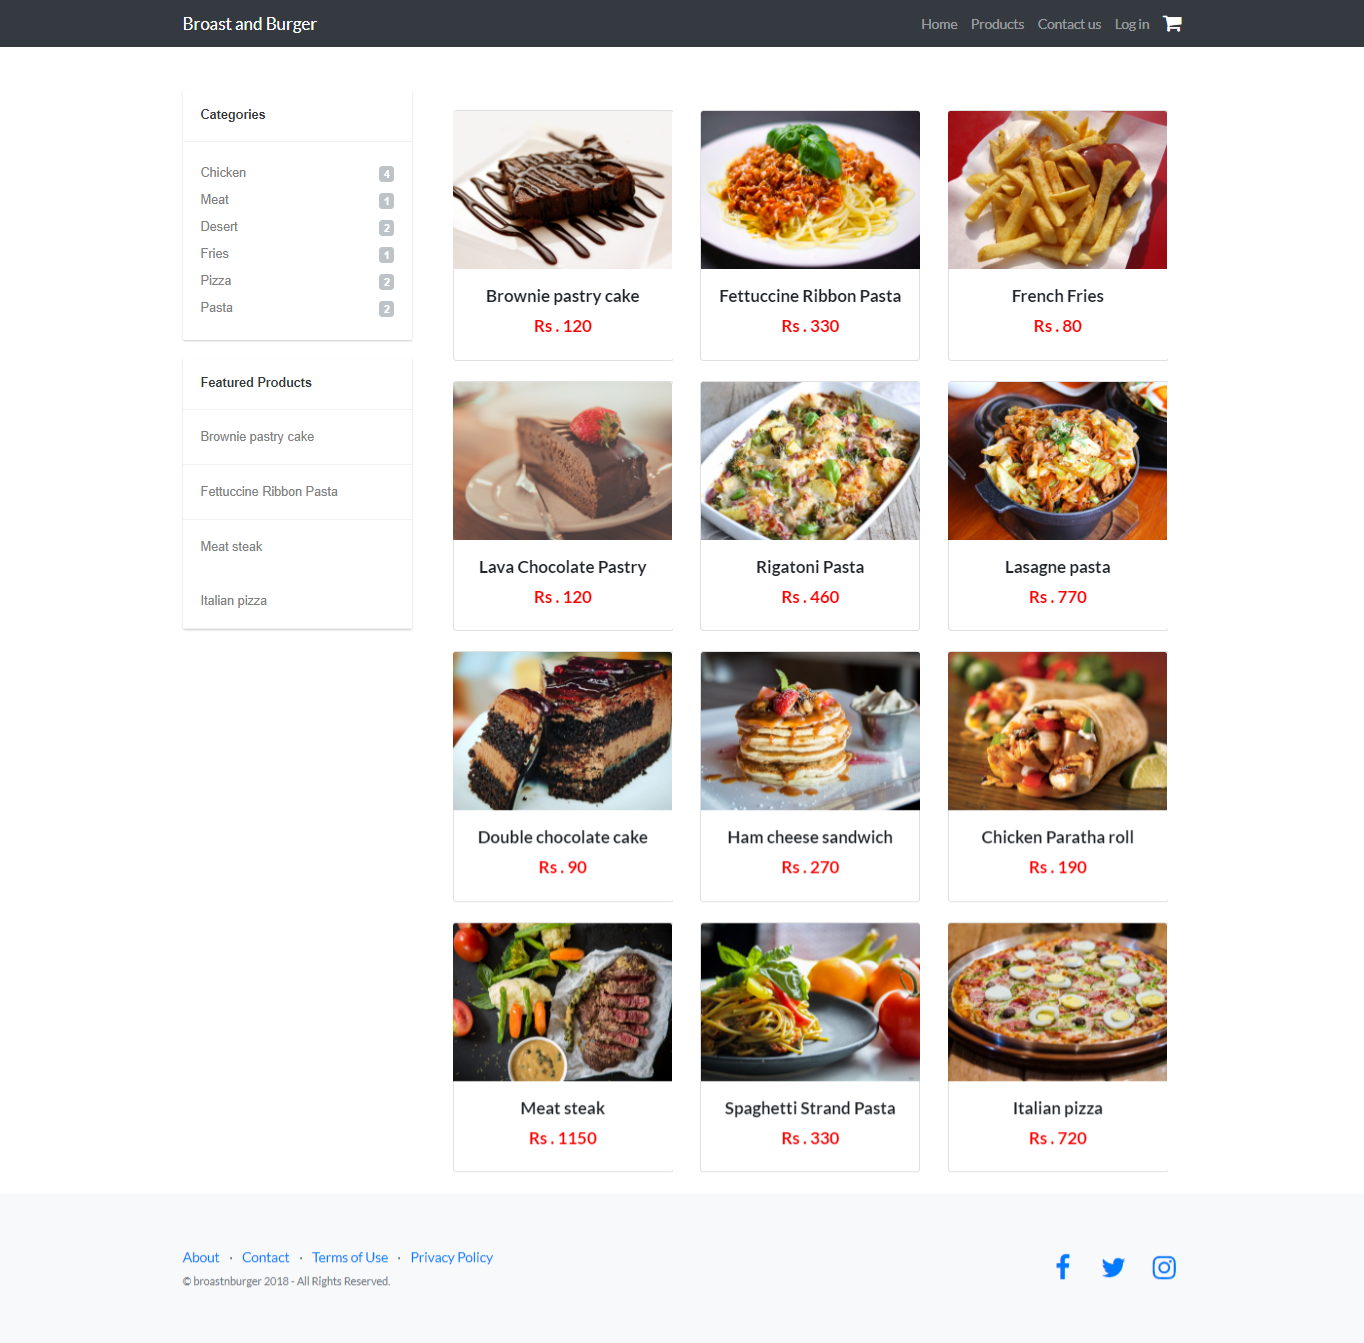 Broast and Burger
Home Products Contact us Log in
Categories
Chicken 4
Meat 1
Desert 2
Fries 1
Pizza 2
Pasta 2
Featured Products
Brownie pastry cake
Fettuccine Ribbon Pasta
Meat steak
Italian pizza
Brownie pastry cake
Rs . 120
Fettuccine Ribbon Pasta
Rs . 330
French Fries
Rs . 80
Lava Chocolate Pastry
Rs . 120
Rigatoni Pasta
Rs . 460
Lasagne pasta
Rs . 770
Double chocolate cake
Rs . 90
Ham cheese sandwich
Rs . 270
Chicken Paratha roll
Rs . 190
Meat steak
Rs . 1150
Spaghetti Strand Pasta
Rs . 330
Italian pizza
Rs . 720
About · Contact · Terms of Use · Privacy Policy
© broastnburger 2018 - All Rights Reserved.